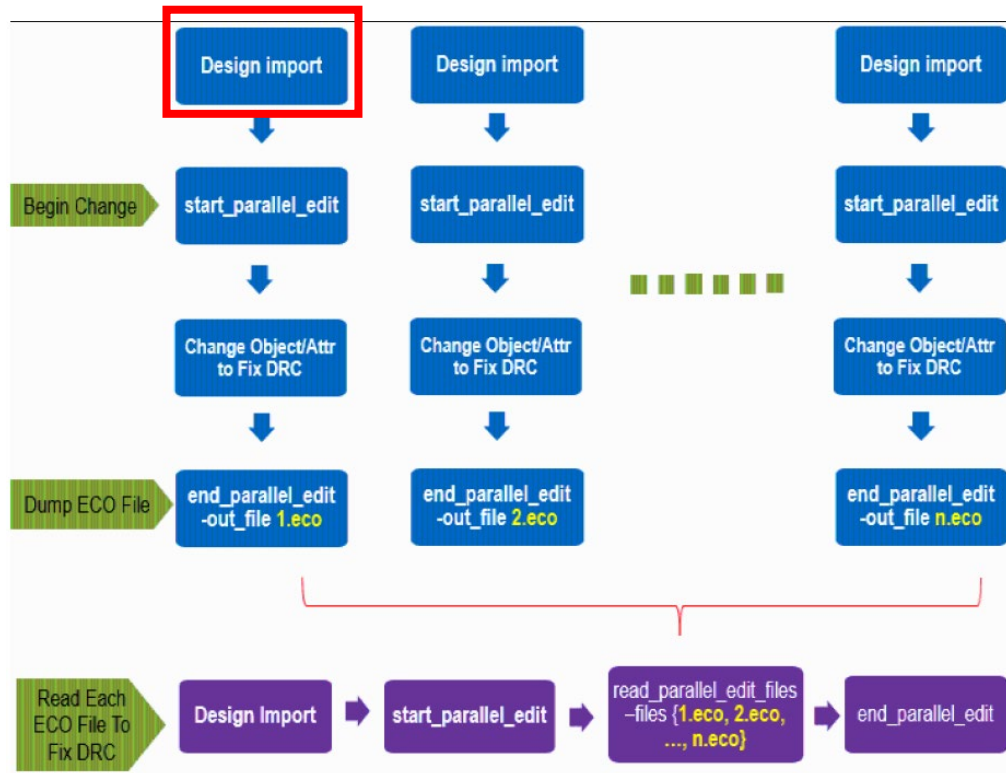 Design import
Design import
Design import
Begin Change
start_parallel_edit
start_parallel_edit
start_parallel_edit
Change Object/Attr
to Fix DRC
Change Object/Attr
to Fix DRC
Change Object/Attr
to Fix DRC
Dump ECO File
end_parallel_edit
-out_file 1.eco
end_parallel_edit
-out_file 2.eco
end_parallel_edit
-out_file n.eco
Read Each
ECO File To
Fix DRC
Design Import
start_parallel_edit
read_parallel_edit_files
–files {1.eco, 2.eco,
…, n.eco}
end_parallel_edit